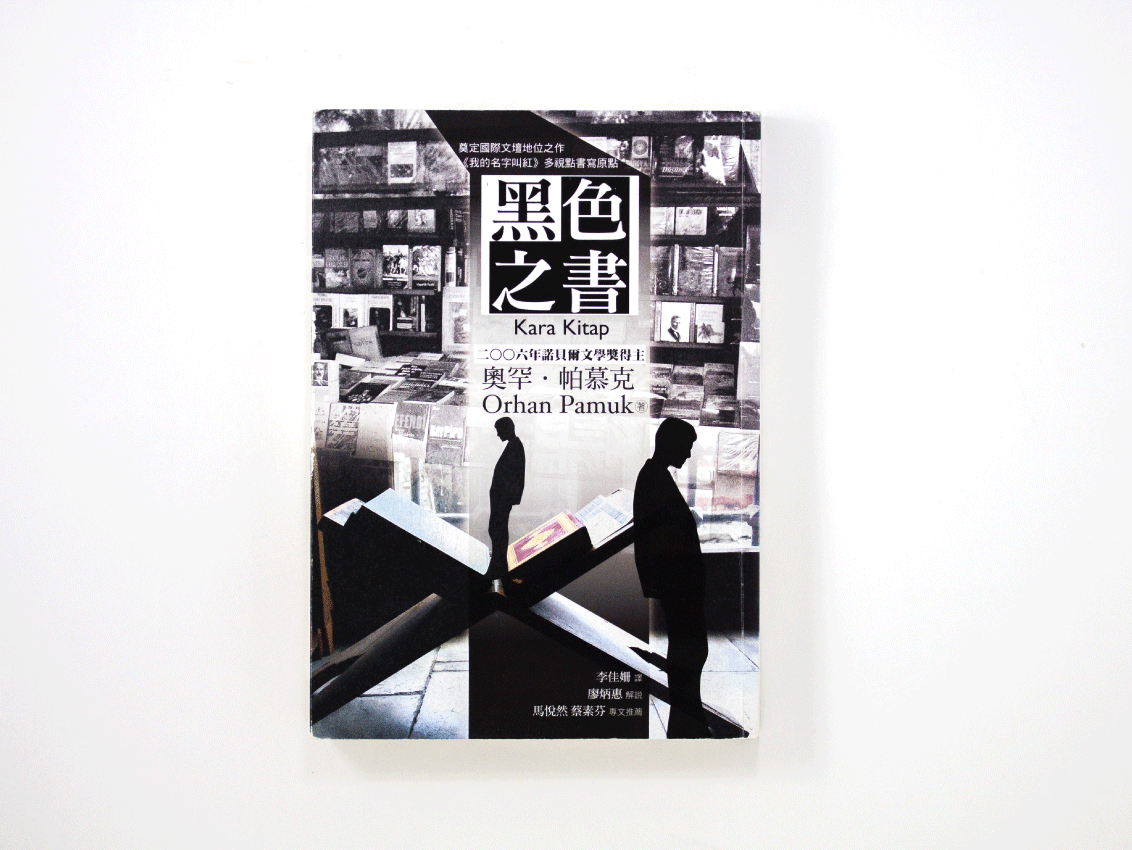 奠定國際文壇地位之作
《我的名字叫紅》多視點書寫原點
黑色
之書
Kara Kitap
二〇〇六年諾貝爾文學獎得主
奧罕·帕慕克
Orhan Pamuk 著
李佳姍 譯
廖炳惠 解說
馬悅然 蔡素芬 專文推薦